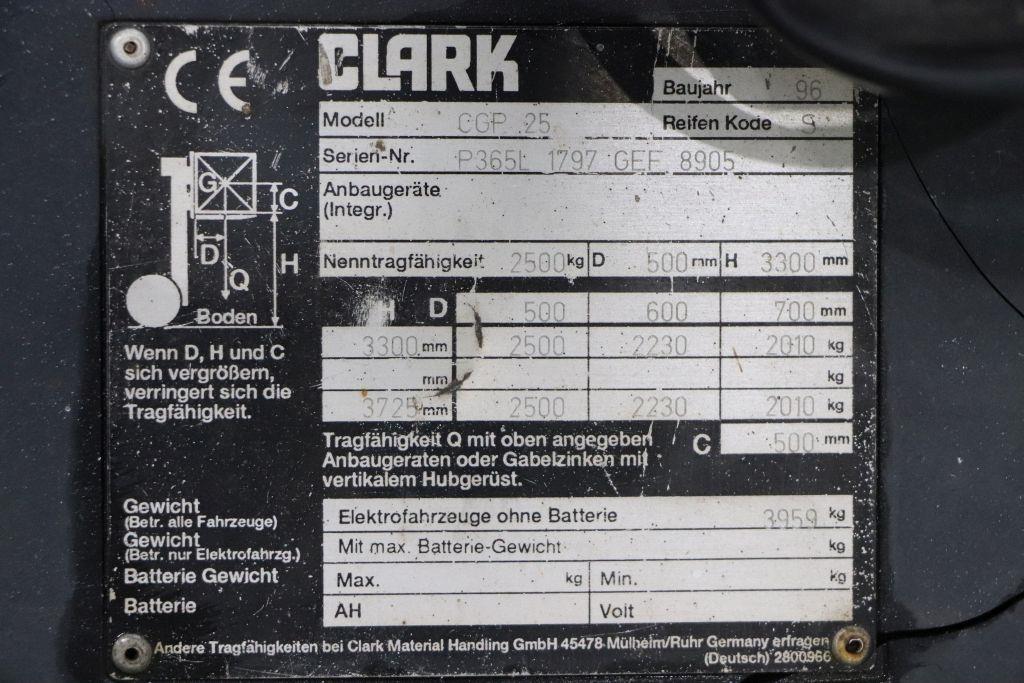 CE
CLARK
Baujahr 96
Modell CGP 25 Reifen Kode S
Serien-Nr. P365L 1797 GEF 8905
Anbaugeräte
(Integr.)
Nenntragfähigkeit 2500 kg D 500 mm H 3300 mm
G C
D H
Q
Boden
H D 500 600 700 mm
3300 mm 2500 2230 2010 kg
mm kg
3725 mm 2500 2230 2010 kg
Wenn D, H und C
sich vergrößern,
verringert sich die
Tragfähigkeit.
Tragfähigkeit Q mit oben angegeben
Anbaugeraten oder Gabelzinken mit
vertikalem Hubgerüst.
C 500 mm
Gewicht
(Betr. alle Fahrzeuge)
Elektrofahrzeuge ohne Batterie 3959 kg
Gewicht
(Betr. nur Elektrofahrzg.)
Mit max. Batterie-Gewicht kg
Batterie Gewicht Max. kg Min. kg
Batterie AH Volt
Andere Tragfähigkeiten bei Clark Material Handling GmbH 45478 Mülheim/Ruhr Germany erfragen
(Deutsch) 2800966